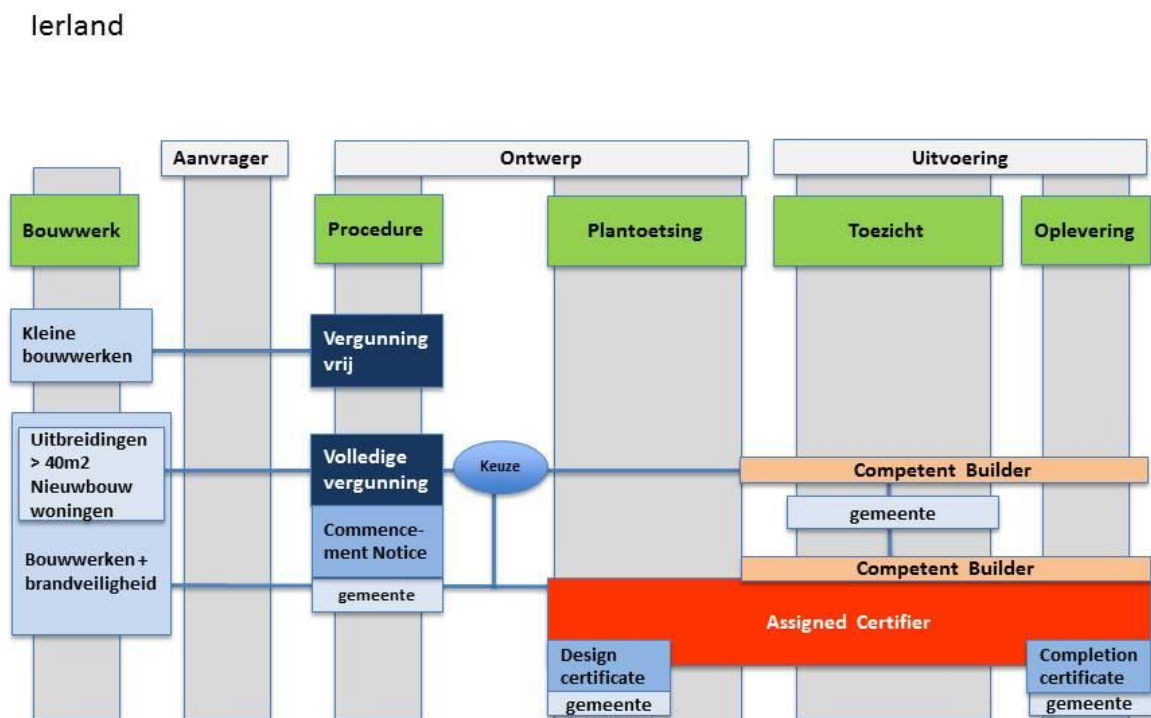 Ierland
Aanvrager
Ontwerp
Uitvoering
Bouwwerk
Procedure
Plantoetsing
Toezicht
Oplevering
Kleine
bouwwerken
Vergunning
vrij
Uitbreidingen
> 40m2
Nieuwbouw
woningen
Volledige
vergunning
Keuze
Competent Builder
gemeente
Commence-
ment Notice
Bouwwerken +
brandveiligheid
gemeente
Competent Builder
Assigned Certifier
Design
certificate
gemeente
Completion
certificate
gemeente